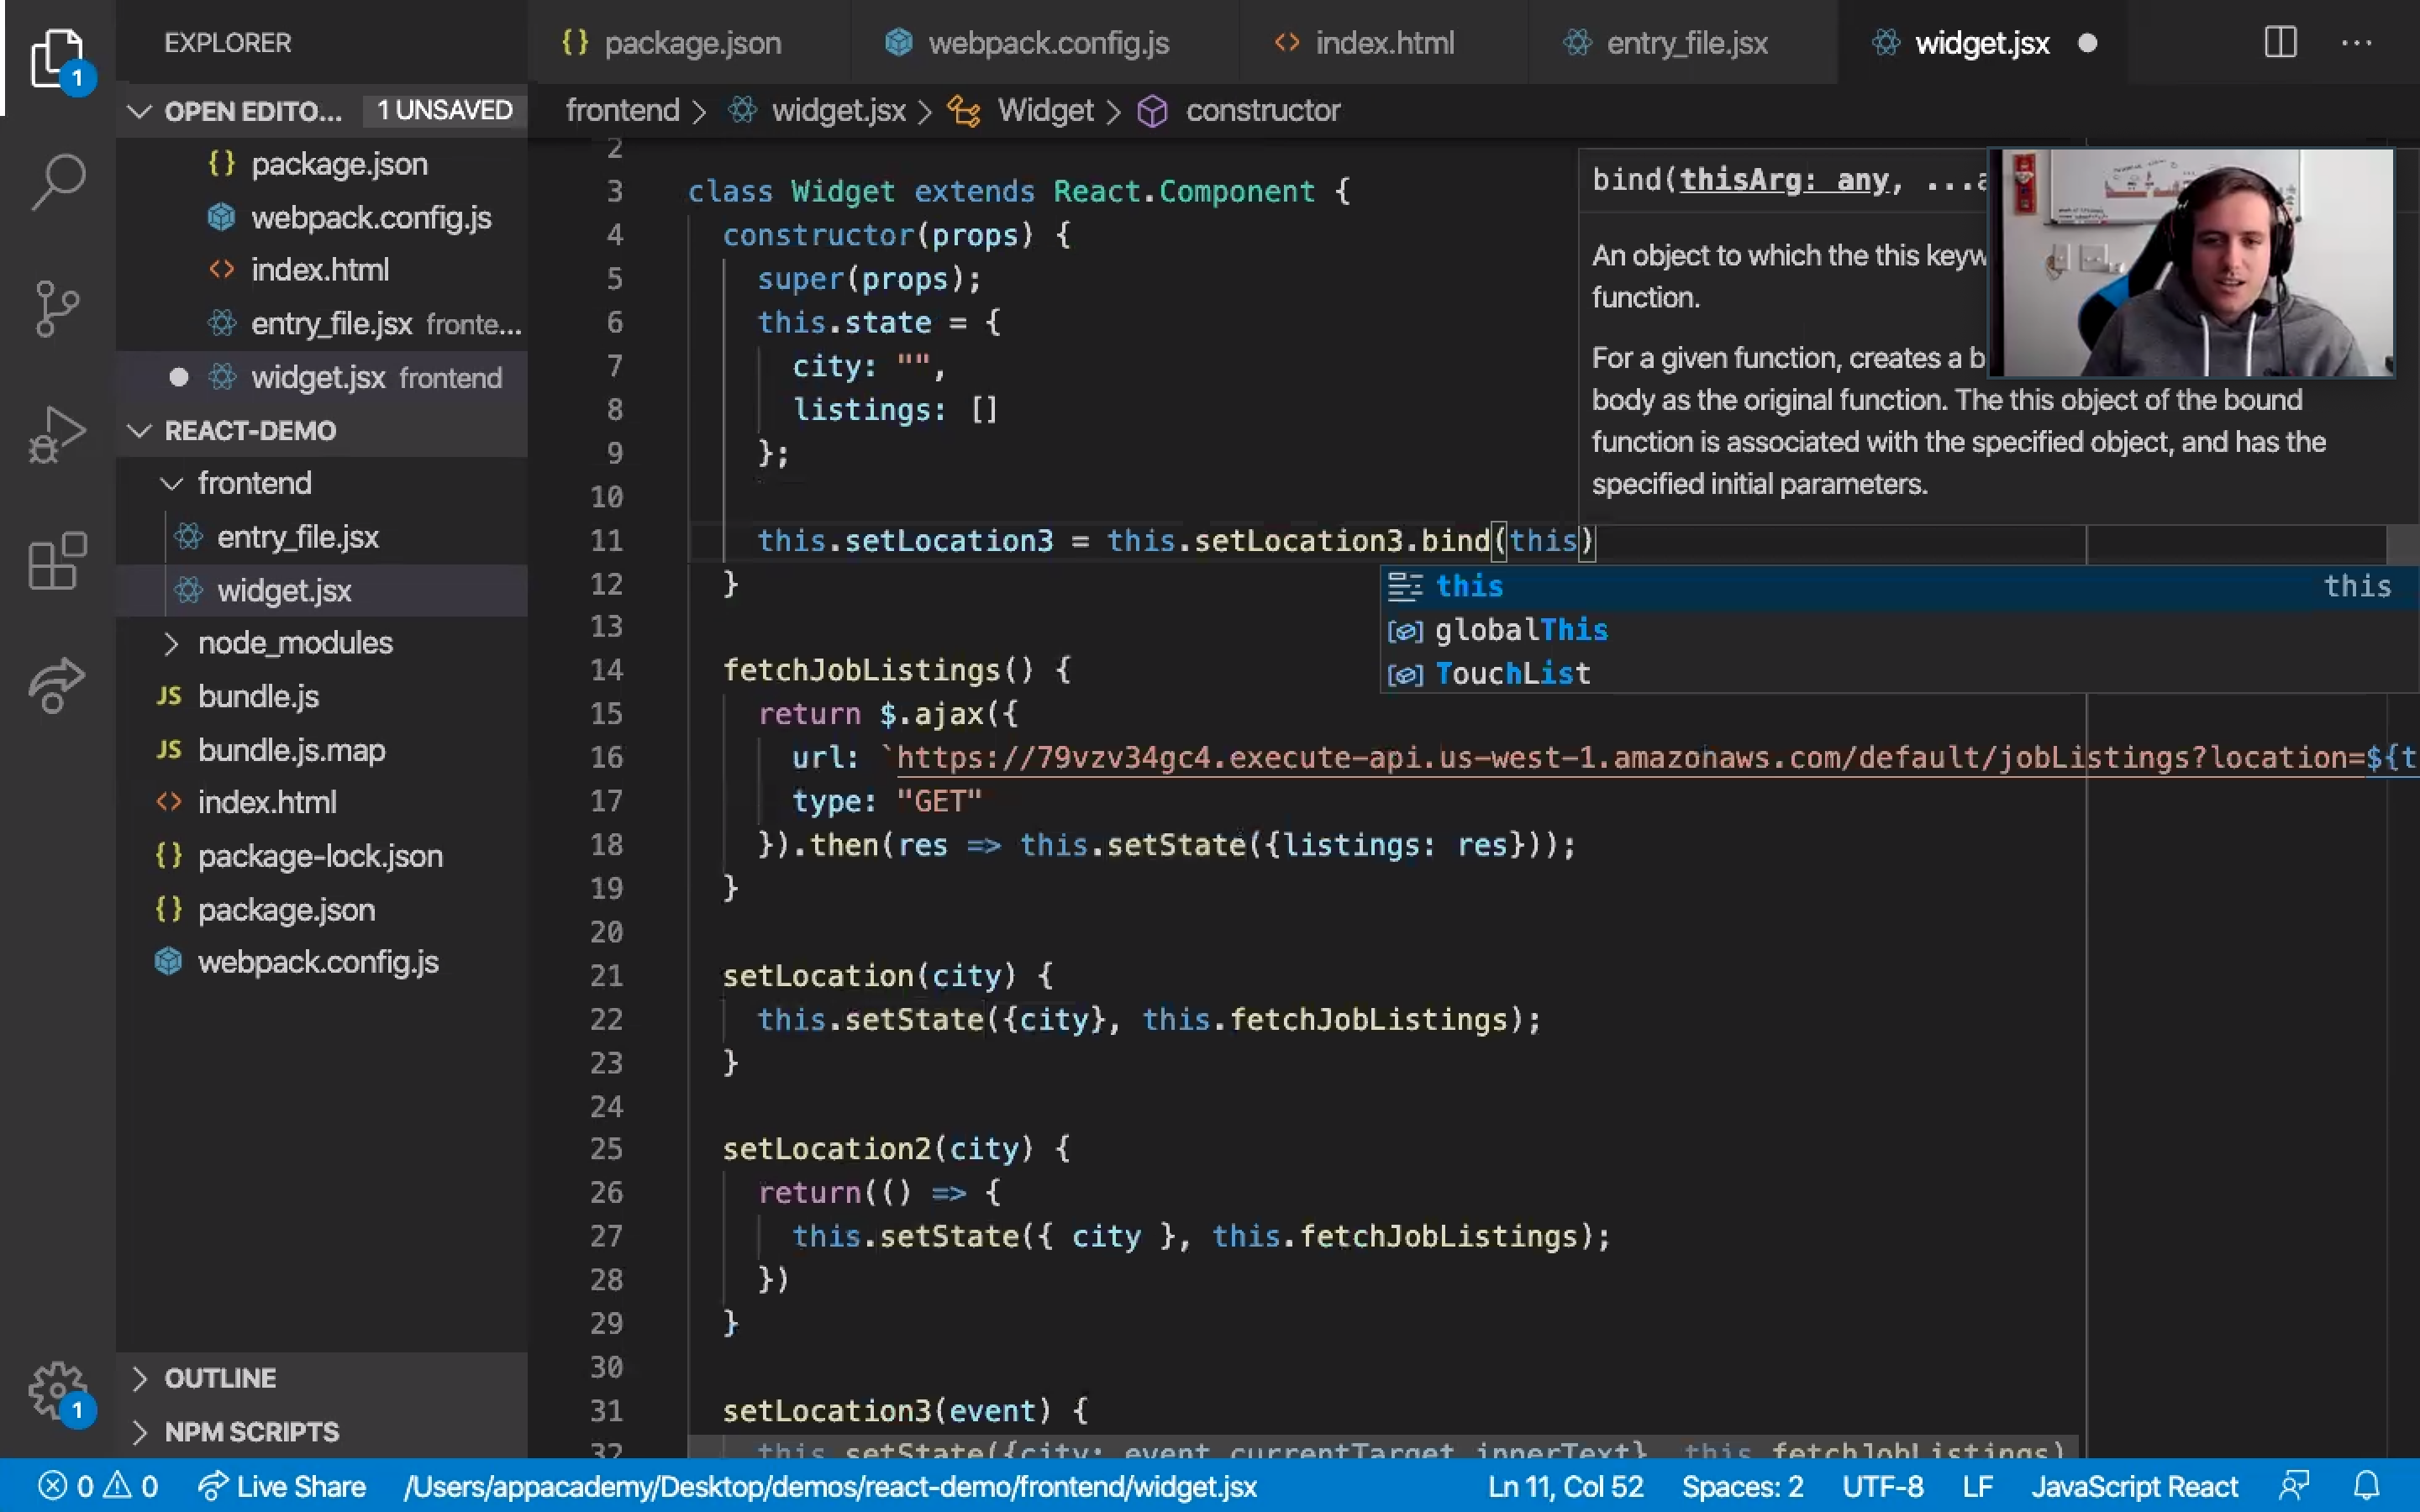 EXPLORER
OPEN EDITO... 1 UNSAVED
{} package.json
webpack.config.js
<> index.html
entry_file.jsx fronte...
widget.jsx frontend
REACT-DEMO
frontend
entry_file.jsx
widget.jsx
node_modules
JS bundle.js
JS bundle.js.map
<> index.html
{} package-lock.json
{} package.json
webpack.config.js
OUTLINE
NPM SCRIPTS
1
1
{} package.json webpack.config.js <> index.html entry_file.jsx widget.jsx ...
frontend > widget.jsx > Widget > constructor
2
3 class Widget extends React.Component {
4 constructor(props) {
5 super(props);
6 this.state = {
7 city: "",
8 listings: []
9 };
10
11 this.setLocation3 = this.setLocation3.bind(this)
12 }
13
14 fetchJobListings() {
15 return $.ajax({
16 url: `https://79vzv34gc4.execute-api.us-west-1.amazonaws.com/default/jobListings?location=${t
17 type: "GET"
18 }).then(res => this.setState({listings: res}));
19 }
20
21 setLocation(city) {
22 this.setState({city}, this.fetchJobListings);
23 }
24
25 setLocation2(city) {
26 return(() => {
27 this.setState({ city }, this.fetchJobListings);
28 })
29 }
30
31 setLocation3(event) {
32 this.setState({city: event.currentTarget.innerText}, this.fetchJobListings)
bind(thisArg: any, ...a
An object to which the this keyw
function.
For a given function, creates a b
body as the original function. The this object of the bound
function is associated with the specified object, and has the
specified initial parameters.
this this
globalThis
TouchList
0 0 Live Share /Users/appacademy/Desktop/demos/react-demo/frontend/widget.jsx Ln 11, Col 52 Spaces: 2 UTF-8 LF JavaScript React